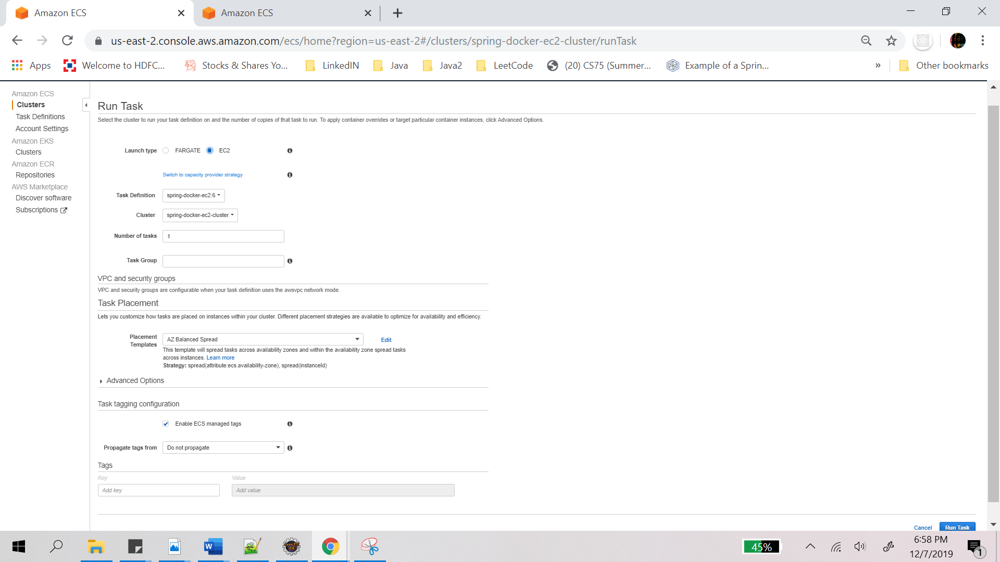 Amazon ECS
Amazon ECS
us-east-2.console.aws.amazon.com/ecs/home?region=us-east-2#/clusters/spring-docker-ec2-cluster/runTask
Apps
Welcome to HDFC...
Stocks & Shares Yo...
LinkedIN
Java
Java2
LeetCode
(20) CS75 (Summer...
Example of a Sprin...
»
Other bookmarks
Amazon ECS
Clusters
Task Definitions
Account Settings
Amazon EKS
Clusters
Amazon ECR
Repositories
AWS Marketplace
Discover software
Subscriptions
Run Task
Select the cluster to run your task definition on and the number of copies of that task to run. To apply container overrides or target particular container instances, click Advanced Options.
Launch type FARGATE EC2
Switch to capacity provider strategy
Task Definition spring-docker-ec2:6
Cluster spring-docker-ec2-cluster
Number of tasks 1
Task Group
VPC and security groups
VPC and security groups are configurable when your task definition uses the awsvpc network mode.
Task Placement
Lets you customize how tasks are placed on instances within your cluster. Different placement strategies are available to optimize for availability and efficiency.
Placement Templates AZ Balanced Spread Edit
This template will spread tasks across availability zones and within the availability zone spread tasks
across instances. Learn more
Strategy: spread(attribute:ecs.availability-zone), spread(instanceId)
Advanced Options
Task tagging configuration
Enable ECS managed tags
Propagate tags from Do not propagate
Tags
Key Value
Add key Add value
Cancel Run Task
W
Java EE
IDE
45%
6:58 PM
12/7/2019
1